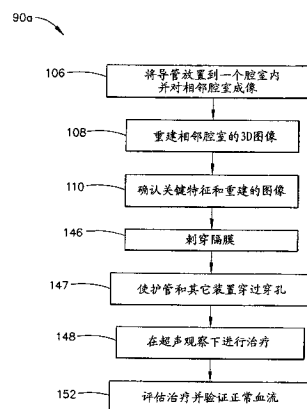 90a
106
将导管放置到一个腔室内
并对相邻腔室成像
108
重建相邻腔室的3D图像
110
确认关键特征和重建的图像
146
刺穿隔膜
147
使护管和其它装置穿过穿孔
148
在超声观察下进行治疗
152
评估治疗并验证正常血流